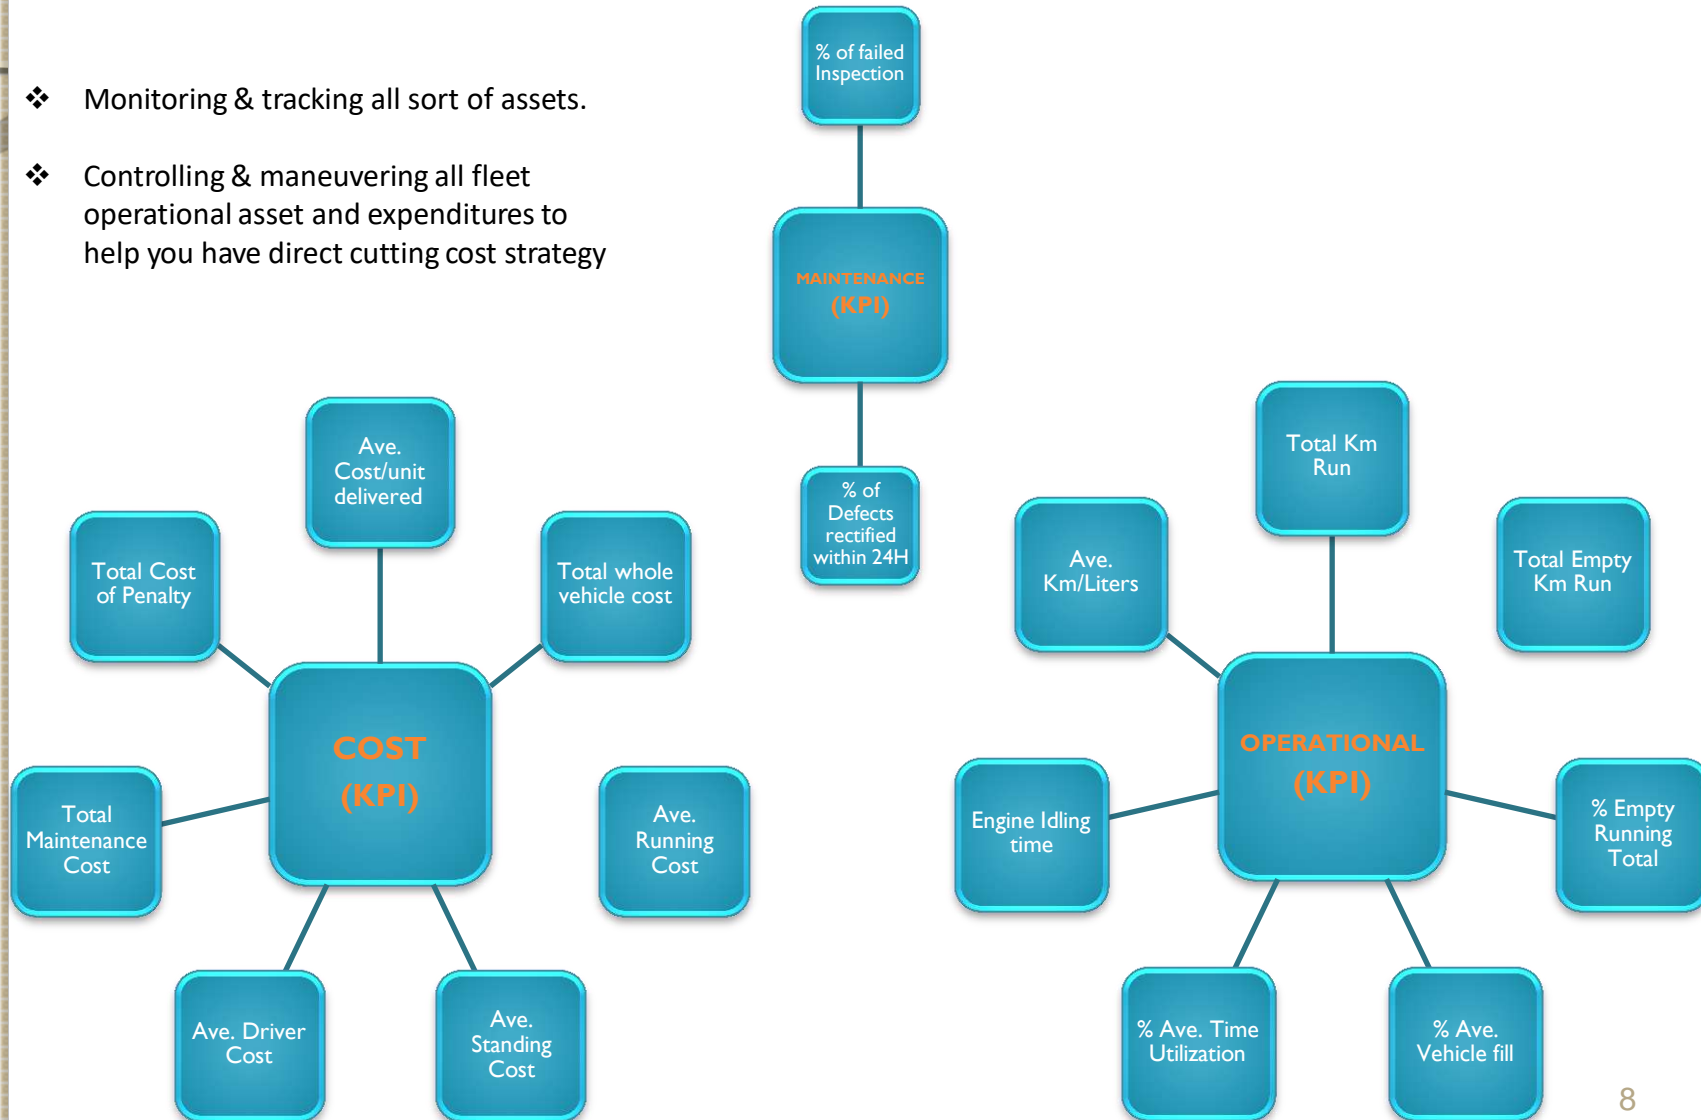 ❖ Monitoring & tracking all sort of assets.
❖ Controlling & maneuvering all fleet
operational asset and expenditures to
help you have direct cutting cost strategy
% of failed
Inspection
MAINTENANCE
(KPI)
% of
Defects
rectified
within 24H
Ave.
Cost/unit
delivered
Total whole
vehicle cost
Ave.
Running
Cost
Ave.
Standing
Cost
Ave. Driver
Cost
Total
Maintenance
Cost
Total Cost
of Penalty
COST
(KPI)
Total Km
Run
Total Empty
Km Run
% Empty
Running
Total
% Ave.
Vehicle fill
% Ave. Time
Utilization
Engine Idling
time
Ave.
Km/Liters
OPERATIONAL
(KPI)
8